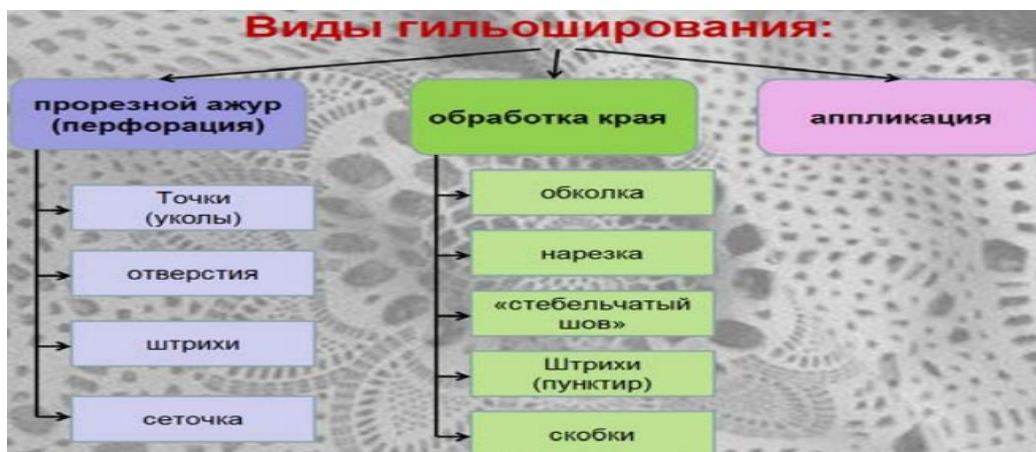 Виды гильоширования:
прорезной ажур
(перфорация)
обработка края
аппликация
Точки
(уколы)
отверстия
штрихи
сеточка
обколка
нарезка
«стебельчатый
шов»
Штрихи
(пунктир)
скобки